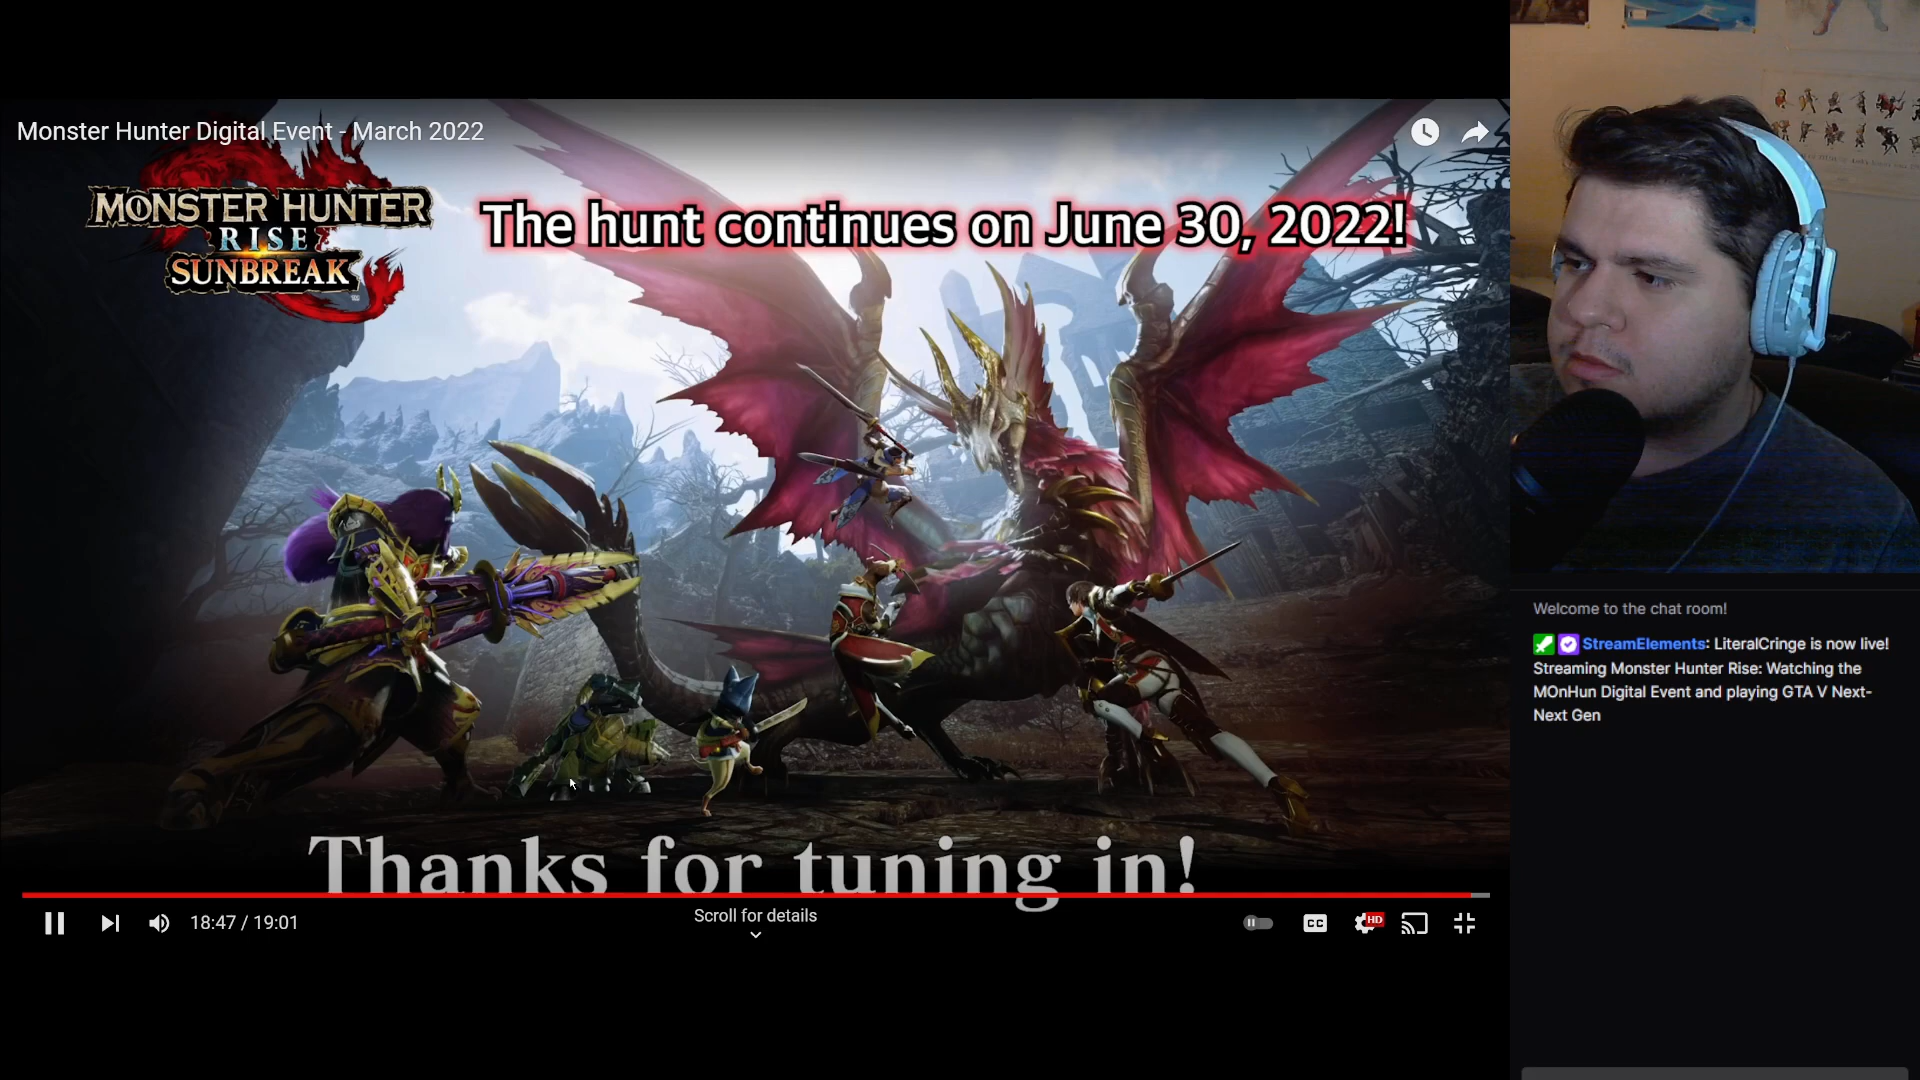 Monster Hunter Digital Event - March 2022
MONSTER HUNTER
RISE
SUNBREAK
TM
The hunt continues on June 30, 2022!
Thanks for tuning in!
18:47 / 19:01
Scroll for details
CC
HD
Welcome to the chat room!
StreamElements: LiteralCringe is now live!
Streaming Monster Hunter Rise: Watching the
MOnHun Digital Event and playing GTA V Next-
Next Gen